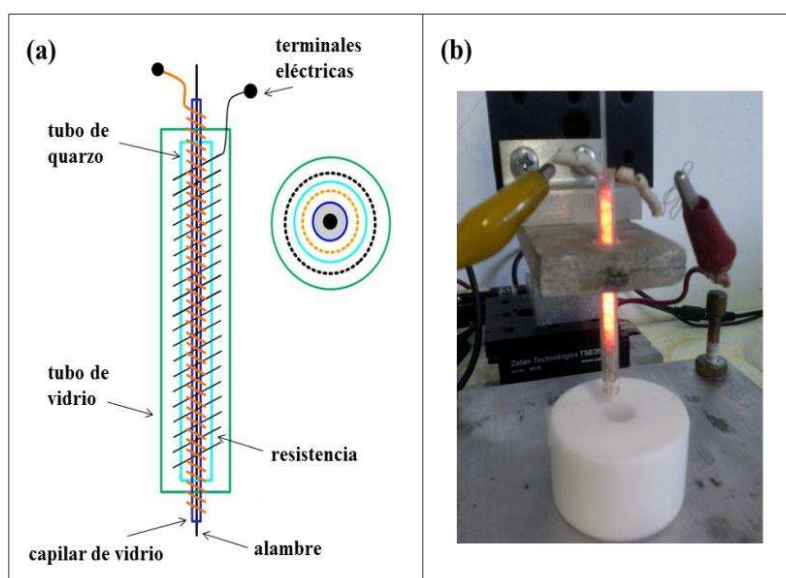 (a)
terminales
eléctricas
tubo de
quarzo
tubo de
vidrio
resistencia
capilar de vidrio
alambre
(b)
Zaber Technologies